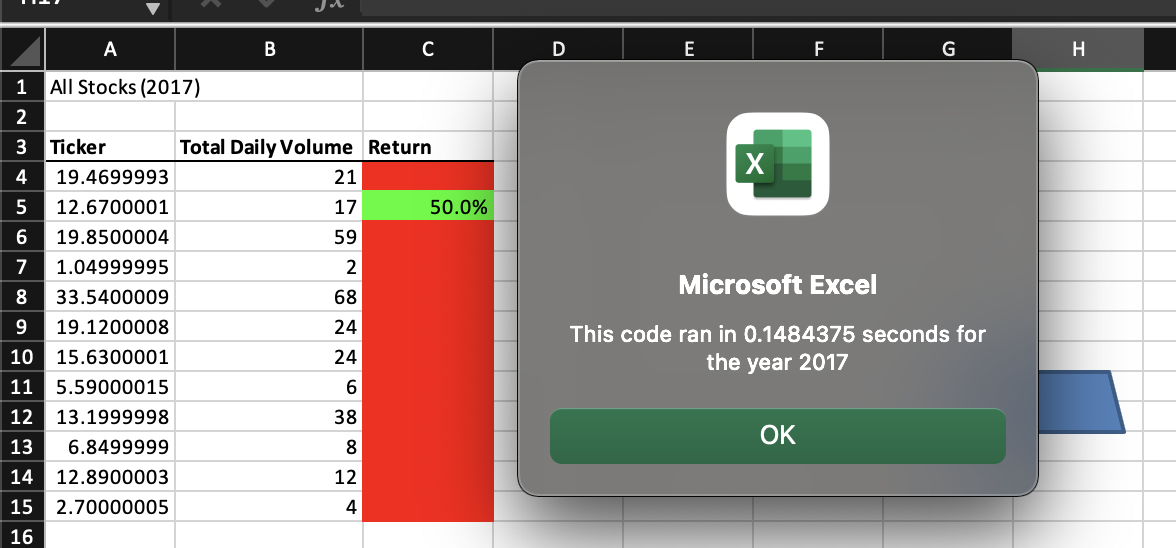 fx
A B C D E F G H
1 All Stocks (2017)
2
3 Ticker Total Daily Volume Return
4 19.4699993 21
5 12.6700001 17 50.0%
6 19.8500004 59
7 1.04999995 2
8 33.5400009 68
9 19.1200008 24
10 15.6300001 24
11 5.59000015 6
12 13.1999998 38
13 6.8499999 8
14 12.8900003 12
15 2.70000005 4
16
X
Microsoft Excel
This code ran in 0.1484375 seconds for
the year 2017
OK